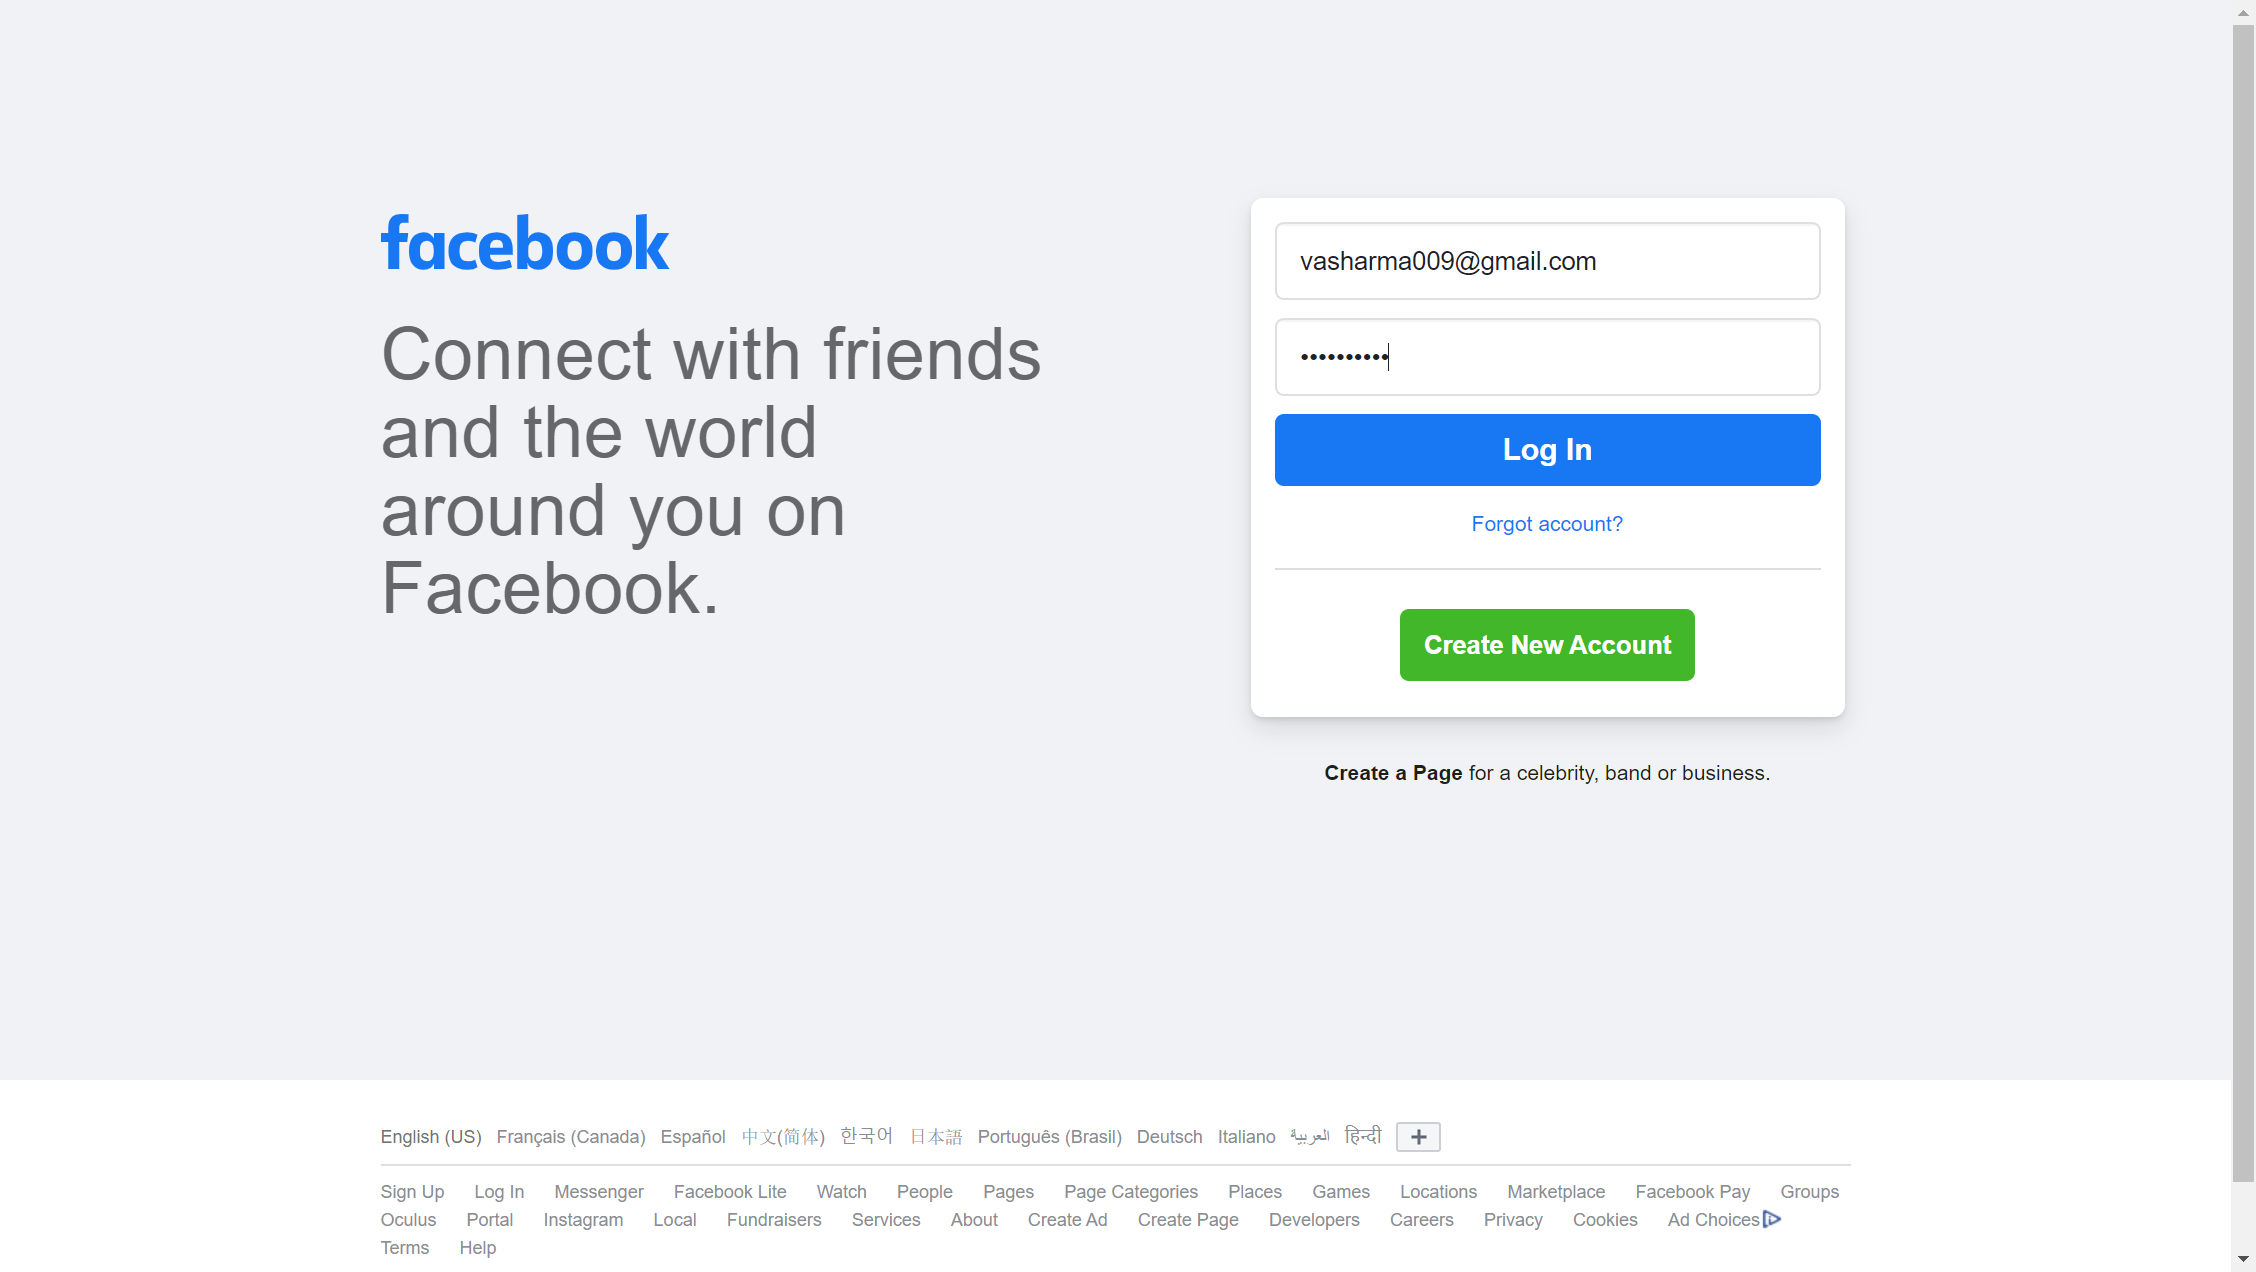 facebook
Connect with friends
and the world
around you on
Facebook.
vasharma009@gmail.com
••••••••••
Log In
Forgot account?
Create New Account
Create a Page for a celebrity, band or business.
English (US) Français (Canada) Español 中文(简体) 한국어 日本語 Português (Brasil) Deutsch Italiano العربية हिन्दी +
Sign Up Log In Messenger Facebook Lite Watch People Pages Page Categories Places Games Locations Marketplace Facebook Pay Groups
Oculus Portal Instagram Local Fundraisers Services About Create Ad Create Page Developers Careers Privacy Cookies Ad Choices
Terms Help